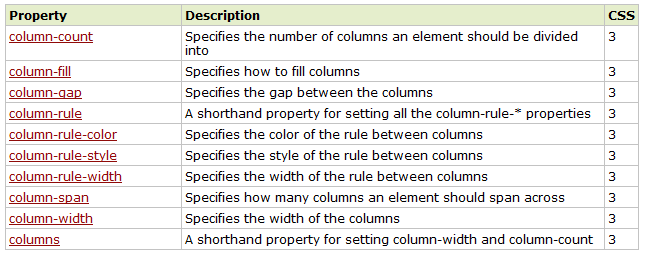 Property Description CSS
column-count Specifies the number of columns an element should be divided into 3
column-fill Specifies how to fill columns 3
column-gap Specifies the gap between the columns 3
column-rule A shorthand property for setting all the column-rule-* properties 3
column-rule-color Specifies the color of the rule between columns 3
column-rule-style Specifies the style of the rule between columns 3
column-rule-width Specifies the width of the rule between columns 3
column-span Specifies how many columns an element should span across 3
column-width Specifies the width of the columns 3
columns A shorthand property for setting column-width and column-count 3